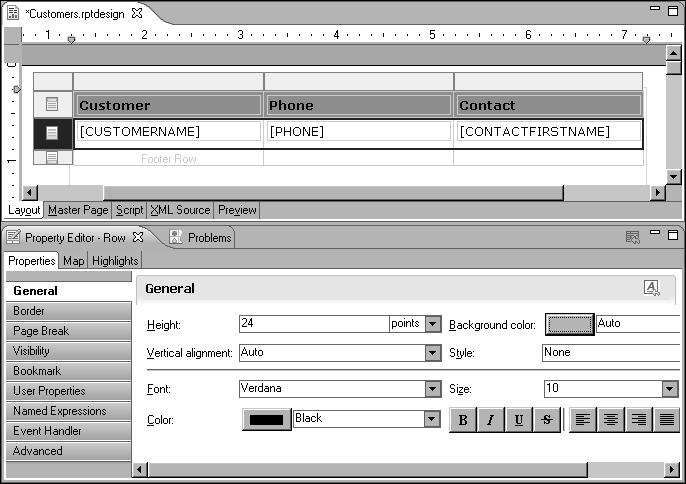 *Customers.rptdesign
1 2 3 4 5 6 7
0
Customer Phone Contact
[CUSTOMERNAME] [PHONE] [CONTACTFIRSTNAME]
Footer Row
1
Layout Master Page Script XML Source Preview
Property Editor - Row Problems
Properties Map Highlights
General
Border
Page Break
Visibility
Bookmark
User Properties
Named Expressions
Event Handler
Advanced
General
Height: 24 points Background color: Auto
Vertical alignment: Auto Style: None
Font: Verdana Size: 10
Color: Black B I U S